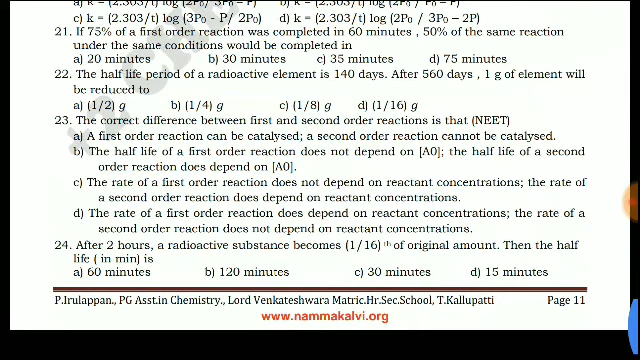 c) k = (2.303/t) log (3P₀ - P/ 2P₀)    d) k = (2.303/t) log (2P₀ / 3P₀ – 2P)
21. If 75% of a first order reaction was completed in 60 minutes , 50% of the same reaction
under the same conditions would be completed in
a) 20 minutes    b) 30 minutes    c) 35 minutes    d) 75 minutes
22. The half life period of a radioactive element is 140 days. After 560 days , 1 g of element will
be reduced to
a) (1/2) g    b) (1/4) g    c) (1/8) g    d) (1/16) g
23. The correct difference between first and second order reactions is that (NEET)
a) A first order reaction can be catalysed; a second order reaction cannot be catalysed.
b) The half life of a first order reaction does not depend on [A0]; the half life of a second
order reaction does depend on [A0].
c) The rate of a first order reaction does not depend on reactant concentrations; the rate of
a second order reaction does depend on reactant concentrations.
d) The rate of a first order reaction does depend on reactant concentrations; the rate of a
second order reaction does not depend on reactant concentrations.
24. After 2 hours, a radioactive substance becomes (1/16) th of original amount. Then the half
life ( in min) is
a) 60 minutes    b) 120 minutes    c) 30 minutes    d) 15 minutes
P.Irulappan., PG Asst.in Chemistry., Lord Venkateshwara Matric.Hr.Sec.School, T.Kallupatti    Page 11
www.nammakalvi.org